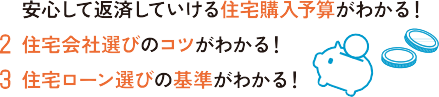 安心して返済していける住宅購入予算がわかる！
2 住宅会社選びのコツがわかる！
3 住宅ローン選びの基準がわかる！